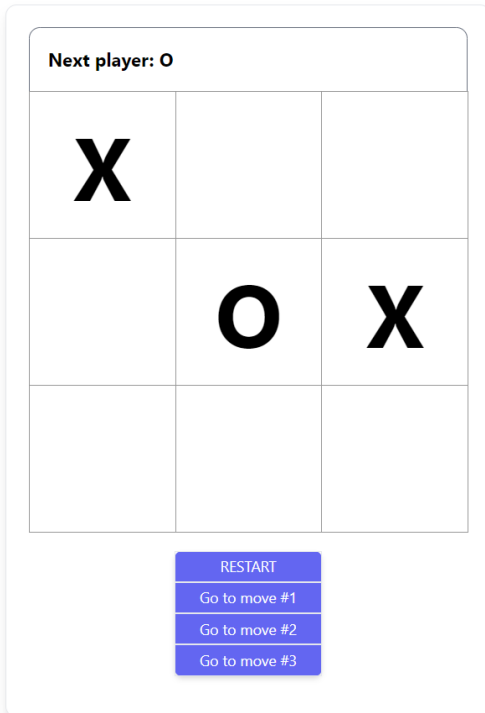 Next player: O
X
O X
RESTART
Go to move #1
Go to move #2
Go to move #3